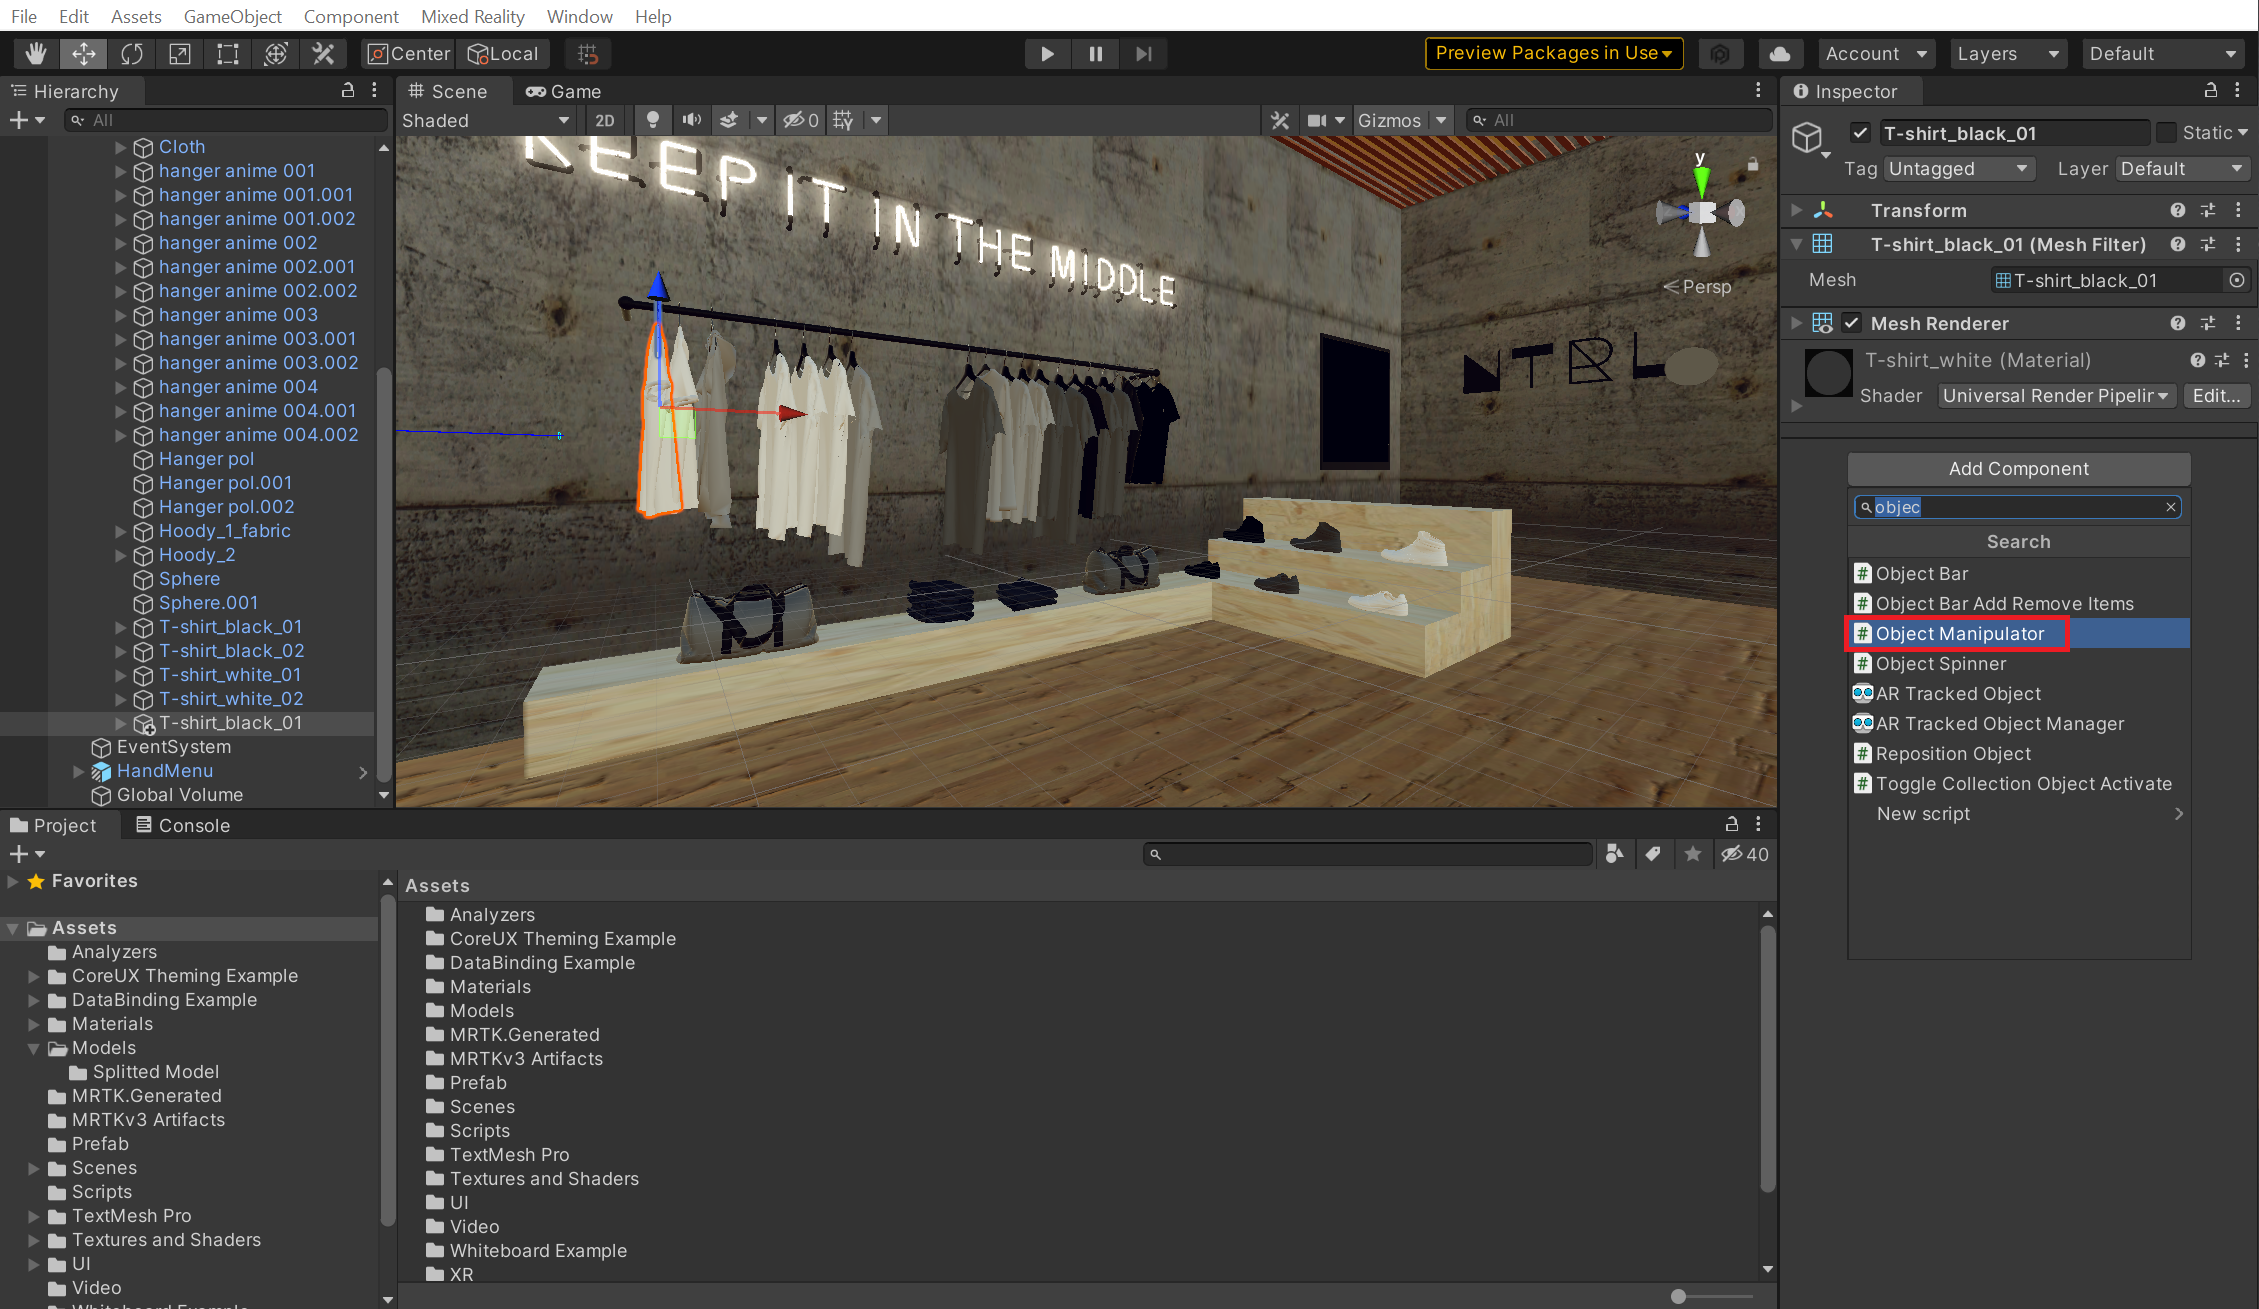 File Edit Assets GameObject Component Mixed Reality Window Help
Center Local Preview Packages in Use Account Layers Default
Hierarchy
All
Cloth
hanger anime 001
hanger anime 001.001
hanger anime 001.002
hanger anime 002
hanger anime 002.001
hanger anime 002.002
hanger anime 003
hanger anime 003.001
hanger anime 003.002
hanger anime 004
hanger anime 004.001
hanger anime 004.002
Hanger pol
Hanger pol.001
Hanger pol.002
Hoody_1_fabric
Hoody_2
Sphere
Sphere.001
T-shirt_black_01
T-shirt_black_02
T-shirt_white_01
T-shirt_white_02
T-shirt_black_01
EventSystem
HandMenu
Global Volume
Scene Game
Shaded 2D 0 Gizmos All
KEEP IT IN THE MIDDLE
y
Persp
NTRL
Inspector
T-shirt_black_01 Static
Tag Untagged Layer Default
Transform
T-shirt_black_01 (Mesh Filter)
Mesh T-shirt_black_01
Mesh Renderer
T-shirt_white (Material)
Shader Universal Render Pipelir Edit...
Add Component
objec
Search
# Object Bar
# Object Bar Add Remove Items
# Object Manipulator
# Object Spinner
AR Tracked Object
AR Tracked Object Manager
# Reposition Object
# Toggle Collection Object Activate
New script
Project Console
40
Favorites
Assets
Analyzers
CoreUX Theming Example
DataBinding Example
Materials
Models
Splitted Model
MRTK.Generated
MRTKv3 Artifacts
Prefab
Scenes
Scripts
TextMesh Pro
Textures and Shaders
UI
Video
Whiteboard Example
Assets
Analyzers
CoreUX Theming Example
DataBinding Example
Materials
Models
MRTK.Generated
MRTKv3 Artifacts
Prefab
Scenes
Scripts
TextMesh Pro
Textures and Shaders
UI
Video
Whiteboard Example
XR